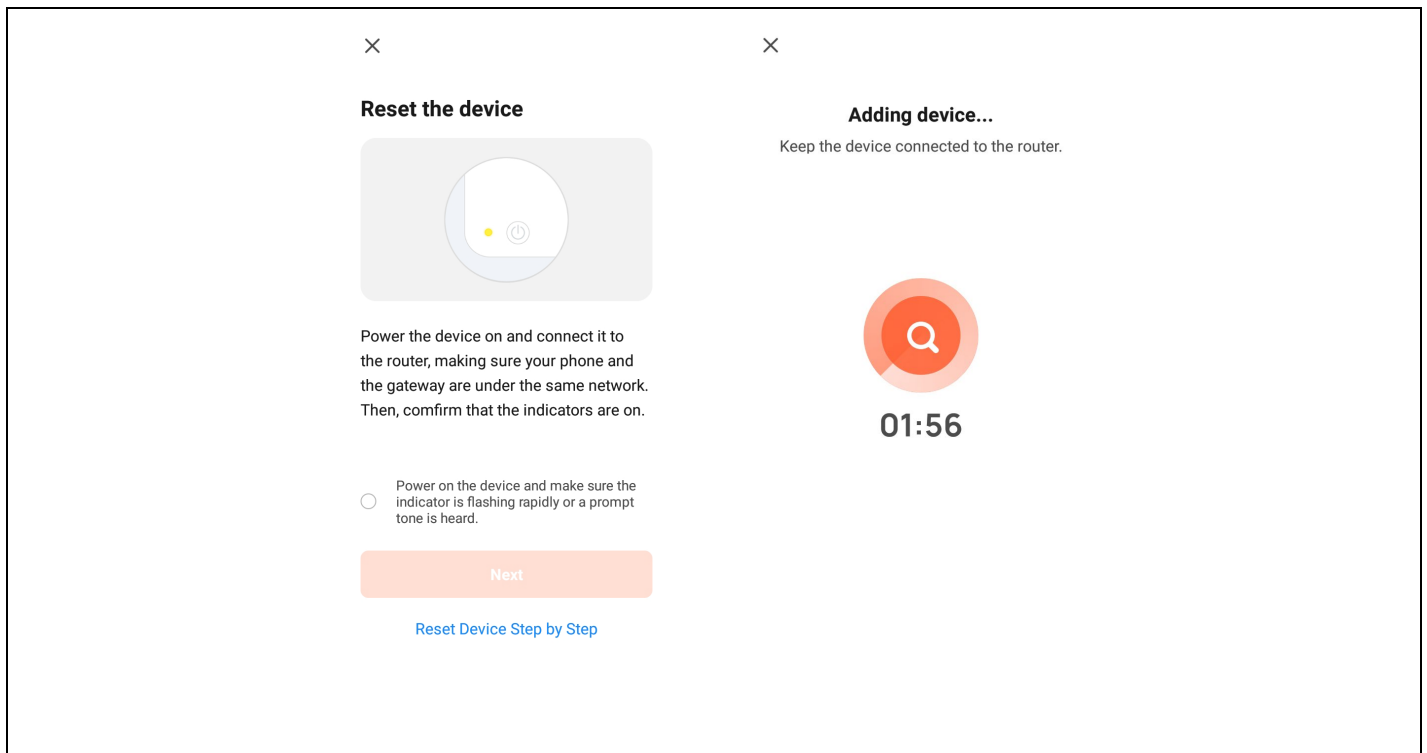 Reset the device
Power the device on and connect it to
the router, making sure your phone and
the gateway are under the same network.
Then, comfirm that the indicators are on.
Power on the device and make sure the
indicator is flashing rapidly or a prompt
tone is heard.
Next
Reset Device Step by Step
Adding device...
Keep the device connected to the router.
01:56